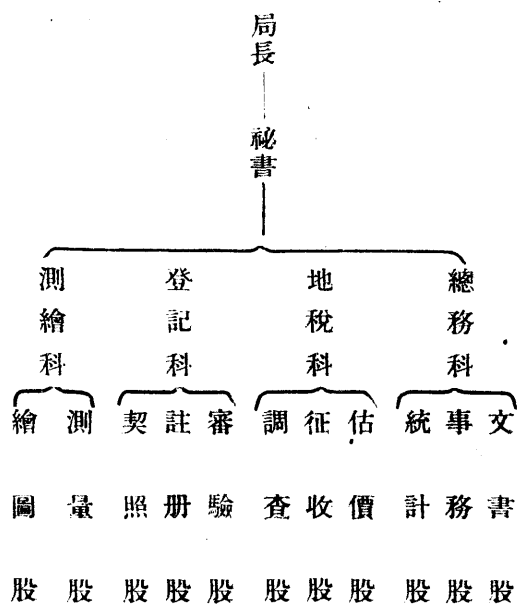 局長
祕書
總務科
地稅科
登記科
測繪科
文書股
事務股
統計股
估價股
征收股
調查股
審驗股
註册股
契照股
測量股
繪圖股